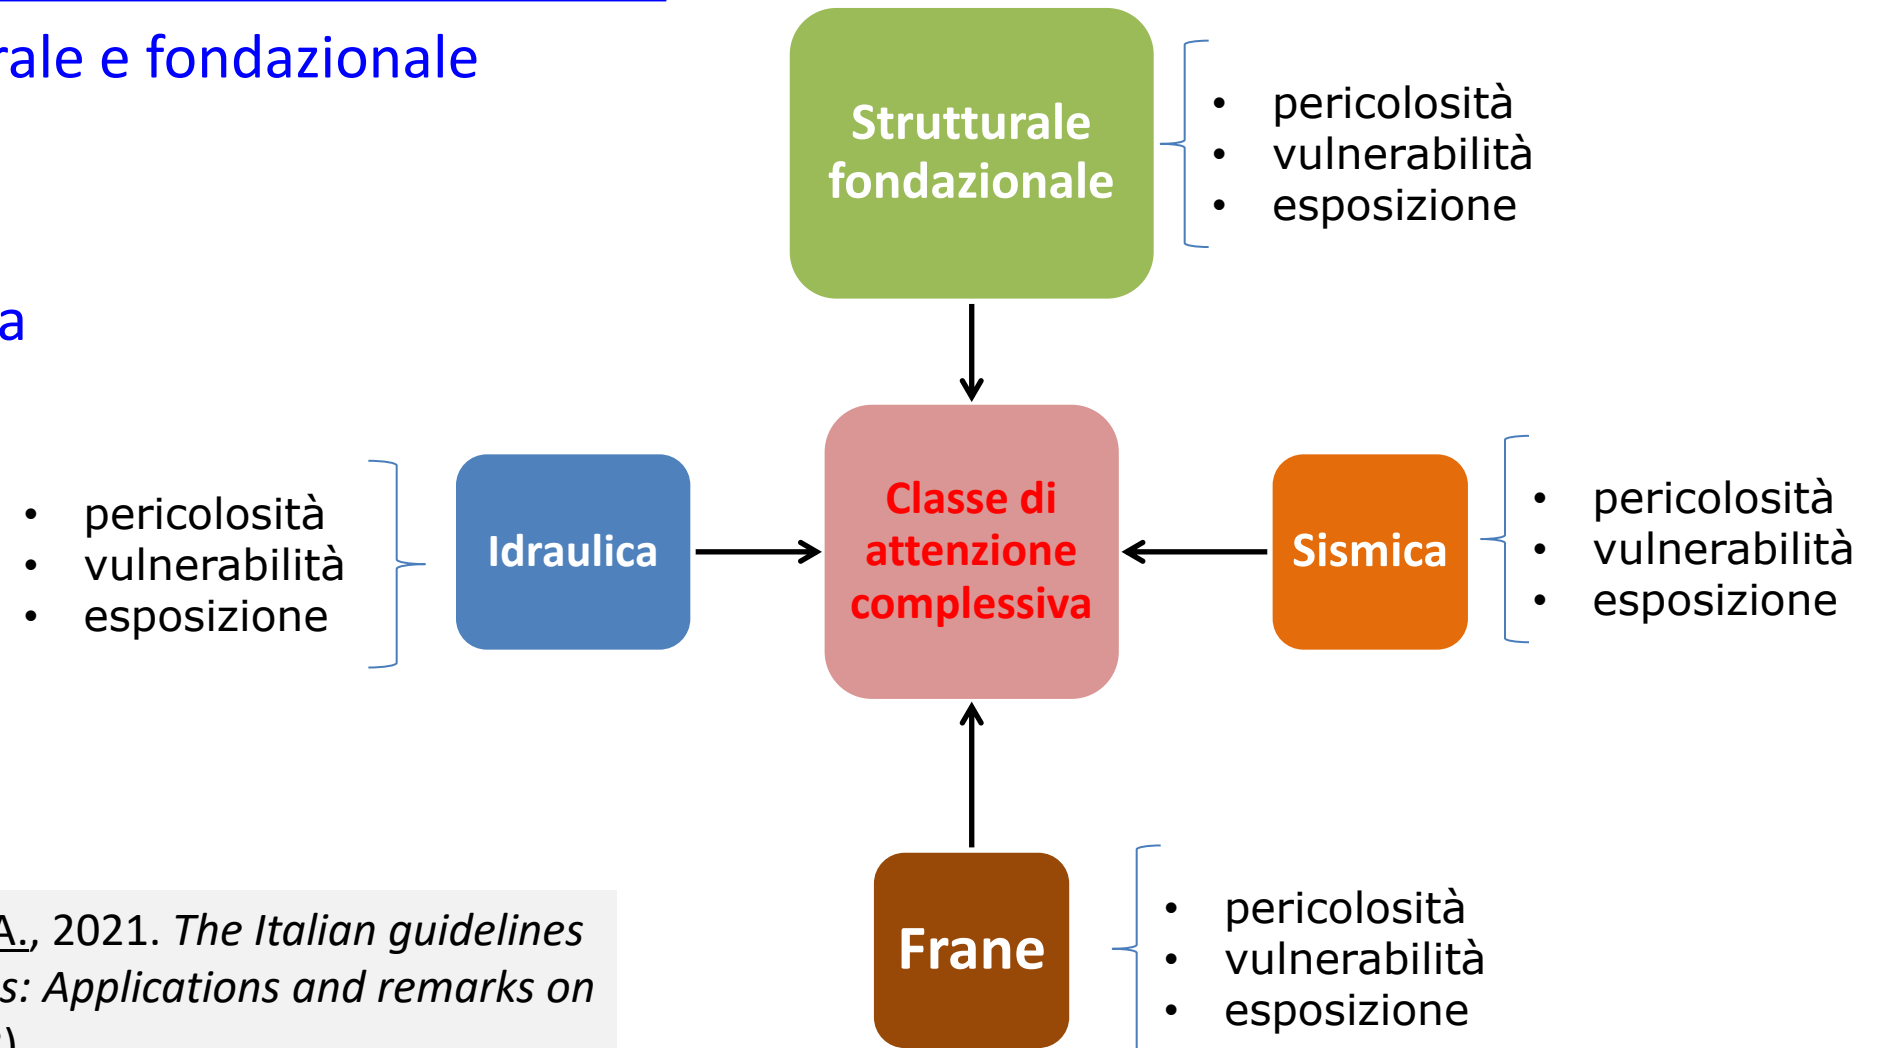 rale e fondazionale
Strutturale
fondazionale
• pericolosità
• vulnerabilità
• esposizione
a
• pericolosità
• vulnerabilità
• esposizione
Idraulica
Classe di
attenzione
complessiva
Sismica
• pericolosità
• vulnerabilità
• esposizione
Frane
• pericolosità
• vulnerabilità
• esposizione
A., 2021. The Italian guidelines
s: Applications and remarks on